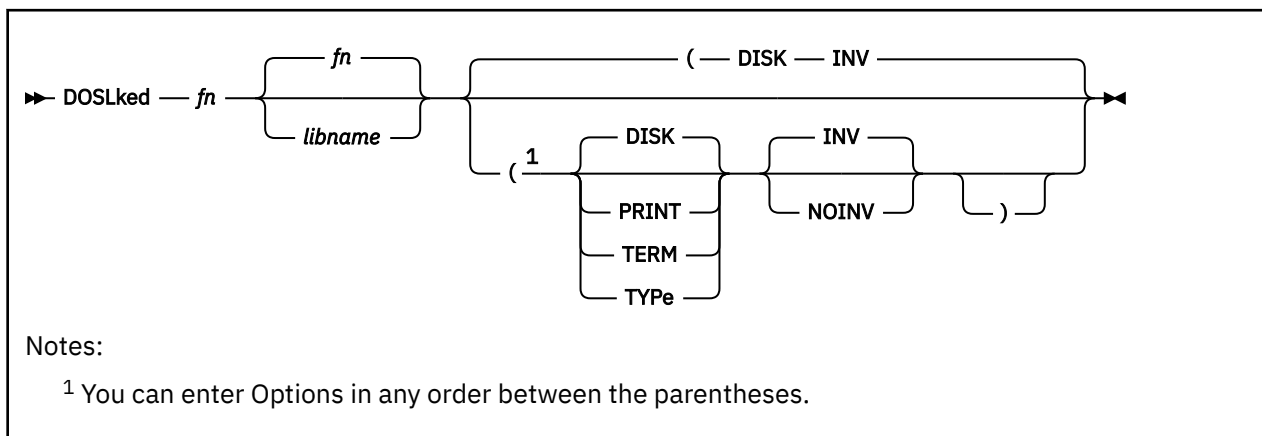 fn ( DISK INV
DOSLked fn
libname DISK INV
( 1
PRINT NOINV )
TERM
TYPe
Notes:
1 You can enter Options in any order between the parentheses.